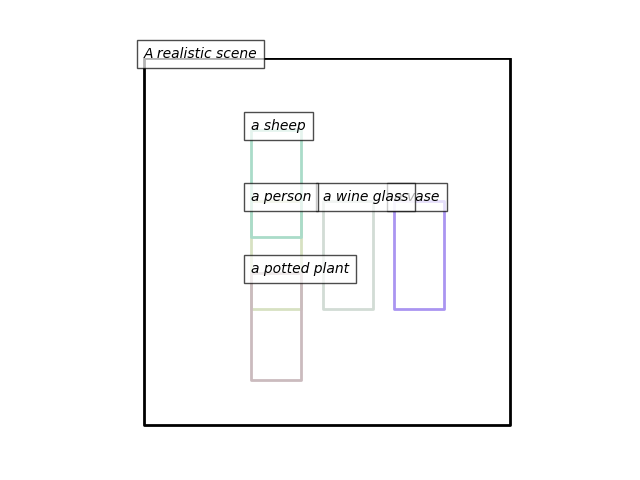 A realistic scene
a sheep
a person
a wine glass
a vase
a potted plant